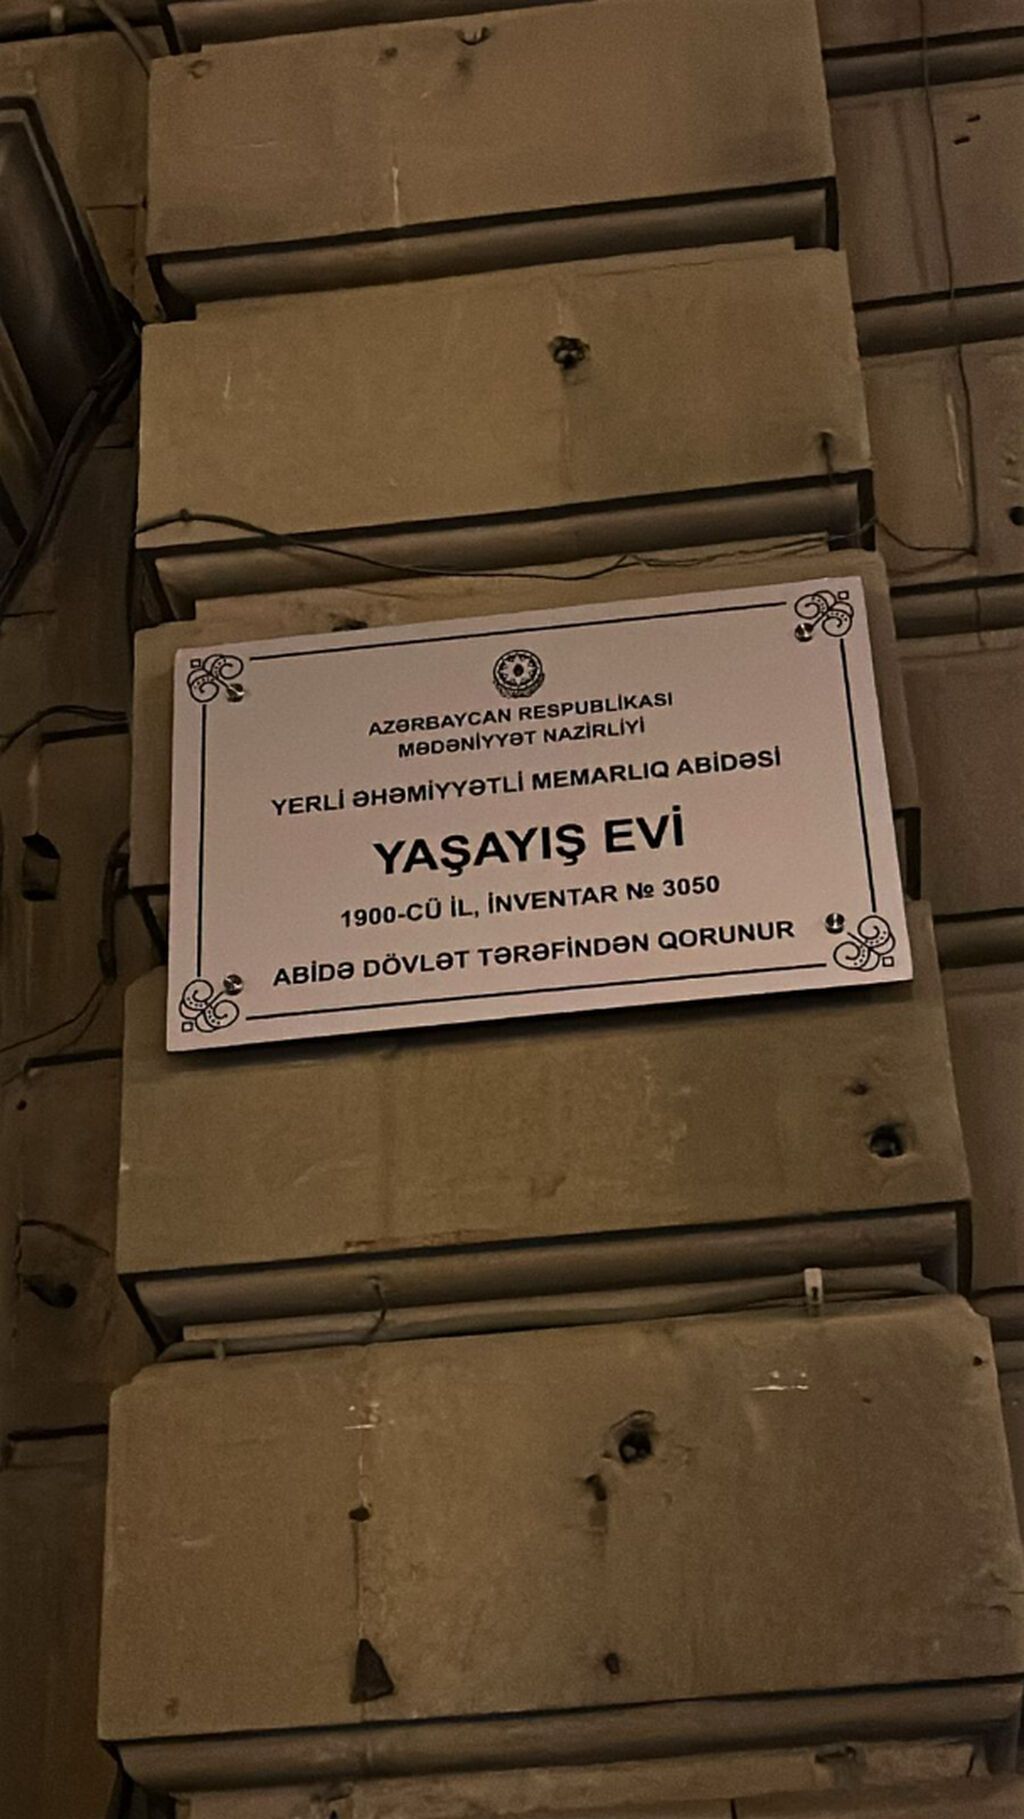 AZƏRBAYCAN RESPUBLİKASI
MƏDƏNİYYƏT NAZİRLİYİ
YERLİ ƏHƏMİYYƏTLİ MEMARLIQ ABİDƏSİ
YAŞAYIŞ EVİ
1900-CÜ İL, İNVENTAR № 3050
ABİDƏ DÖVLƏT TƏRƏFİNDƏN QORUNUR